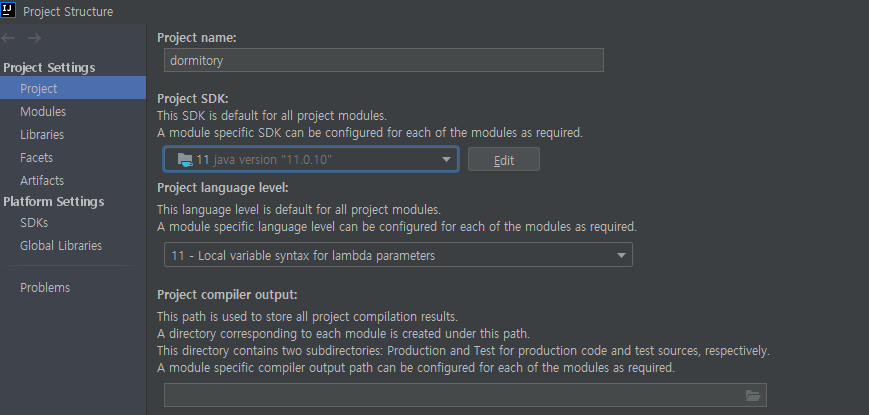 IJ
Project Structure
Project Settings
Project
Modules
Libraries
Facets
Artifacts
Platform Settings
SDKs
Global Libraries
Problems
Project name:
dormitory
Project SDK:
This SDK is default for all project modules.
A module specific SDK can be configured for each of the modules as required.
11 java version "11.0.10"
Edit
Project language level:
This language level is default for all project modules.
A module specific language level can be configured for each of the modules as required.
11 - Local variable syntax for lambda parameters
Project compiler output:
This path is used to store all project compilation results.
A directory corresponding to each module is created under this path.
This directory contains two subdirectories: Production and Test for production code and test sources, respectively.
A module specific compiler output path can be configured for each of the modules as required.